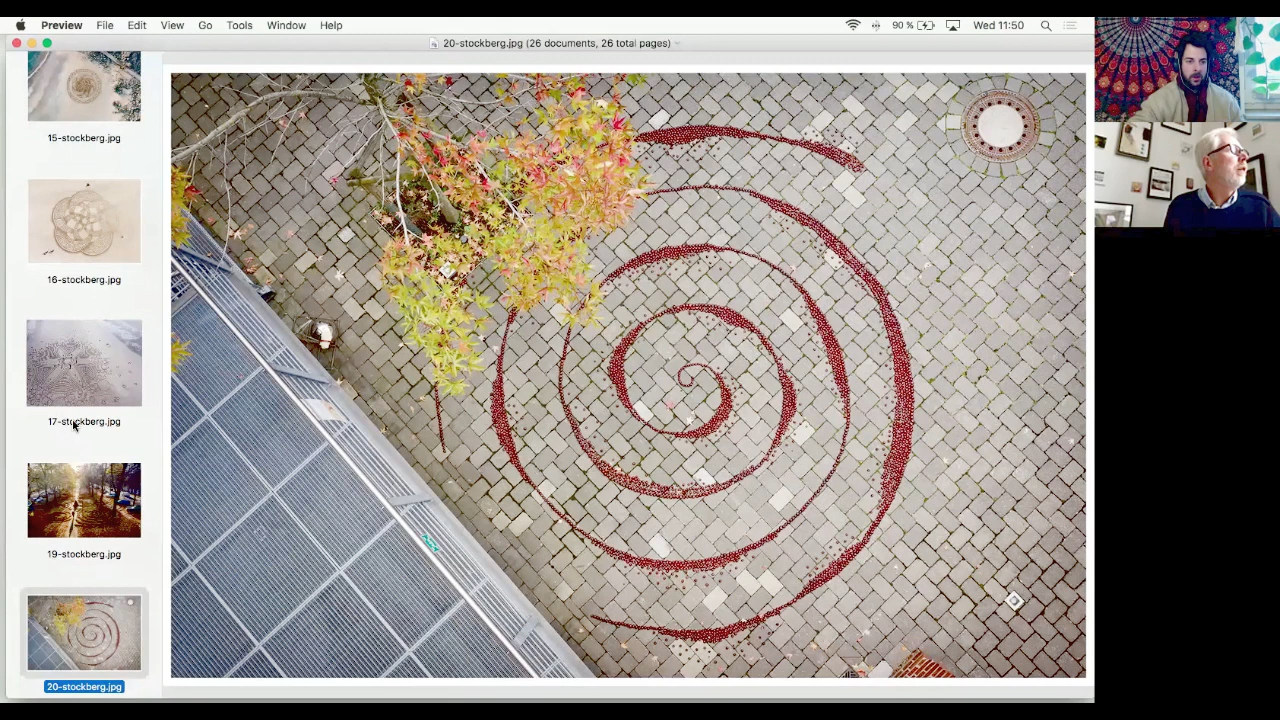 Preview File Edit View Go Tools Window Help 90 % Wed 11:50
20-stockberg.jpg (26 documents, 26 total pages)
15-stockberg.jpg
16-stockberg.jpg
17-stockberg.jpg
19-stockberg.jpg
20-stockberg.jpg